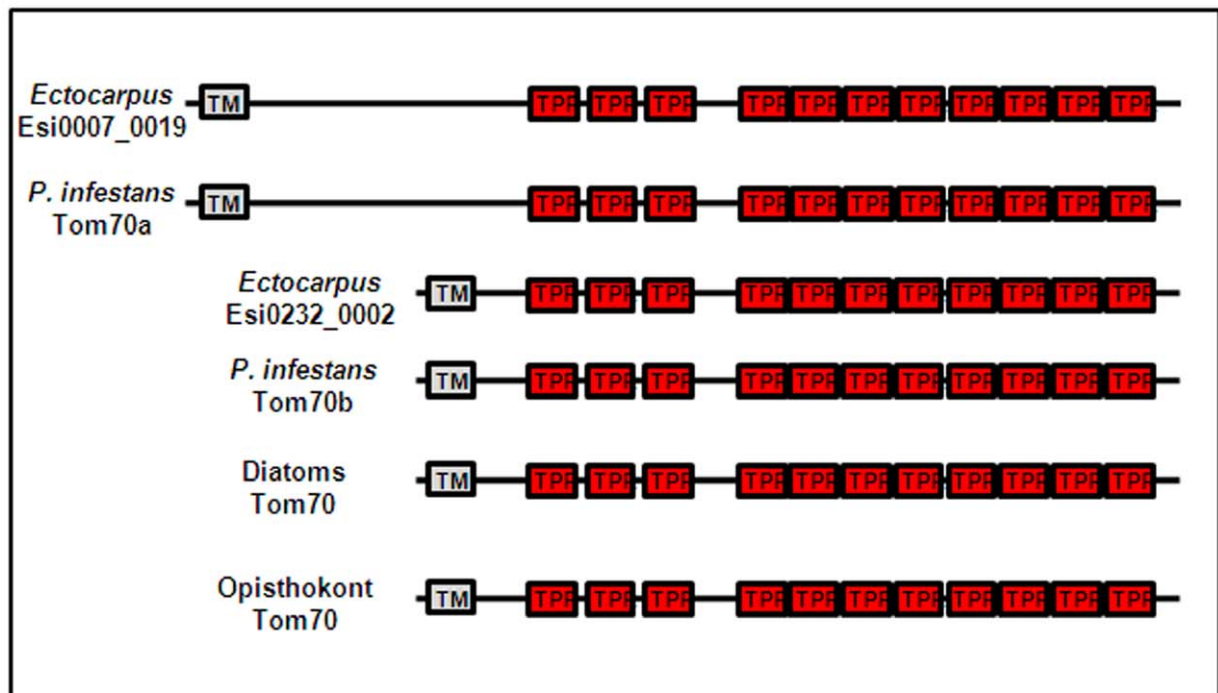 Ectocarpus
Esi0007_0019
TM TPR TPR TPR TPR TPR TPR TPR TPR TPR TPR TPR
P. infestans
Tom70a
TM TPR TPR TPR TPR TPR TPR TPR TPR TPR TPR TPR
Ectocarpus
Esi0232_0002
TM TPR TPR TPR TPR TPR TPR TPR TPR TPR TPR TPR
P. infestans
Tom70b
TM TPR TPR TPR TPR TPR TPR TPR TPR TPR TPR TPR
Diatoms
Tom70
TM TPR TPR TPR TPR TPR TPR TPR TPR TPR TPR TPR
Opisthokont
Tom70
TM TPR TPR TPR TPR TPR TPR TPR TPR TPR TPR TPR